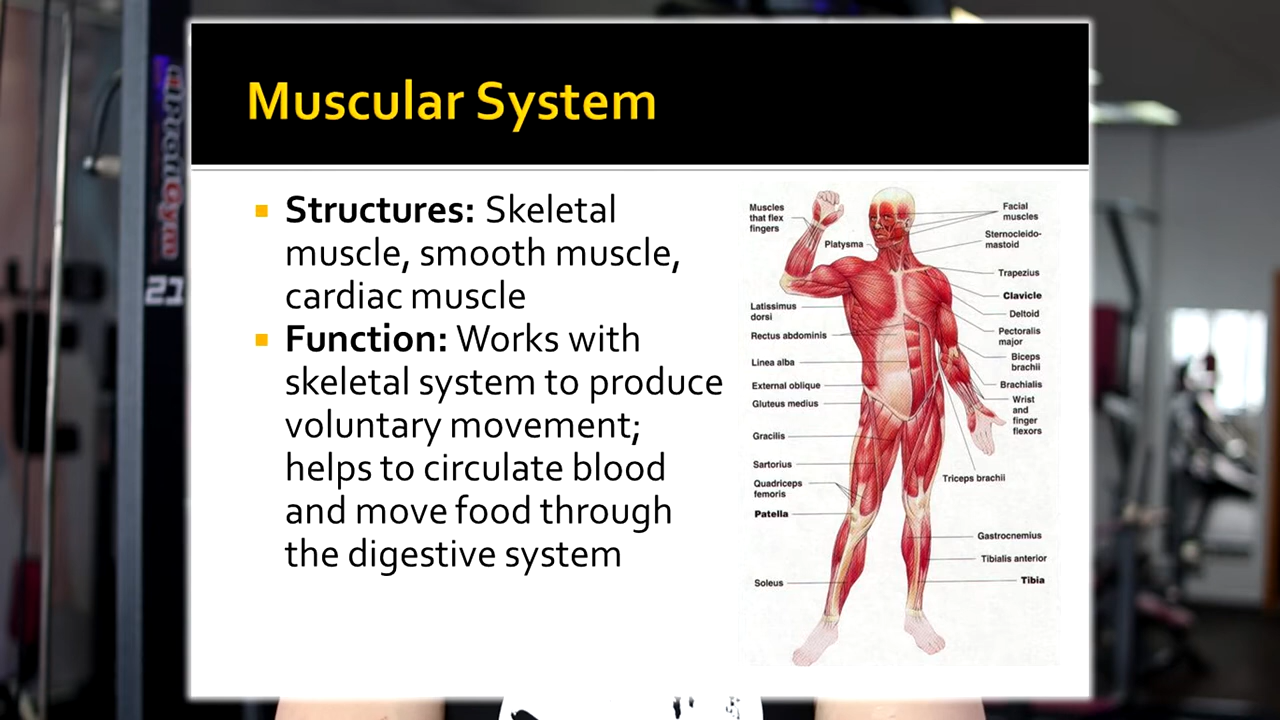 Muscular System
Structures: Skeletal
muscle, smooth muscle,
cardiac muscle
Function: Works with
skeletal system to produce
voluntary movement;
helps to circulate blood
and move food through
the digestive system
Muscles
that flex
fingers
Platysma
Latissimus
dorsi
Rectus abdominis
Linea alba
External oblique
Gluteus medius
Gracilis
Sartorius
Quadriceps
femoris
Patella
Soleus
Facial
muscles
Sternocleido-
mastoid
Trapezius
Clavicle
Deltoid
Pectoralis
major
Biceps
brachii
Brachialis
Wrist
and
finger
flexors
Triceps brachii
Gastrocnemius
Tibialis anterior
Tibia
21